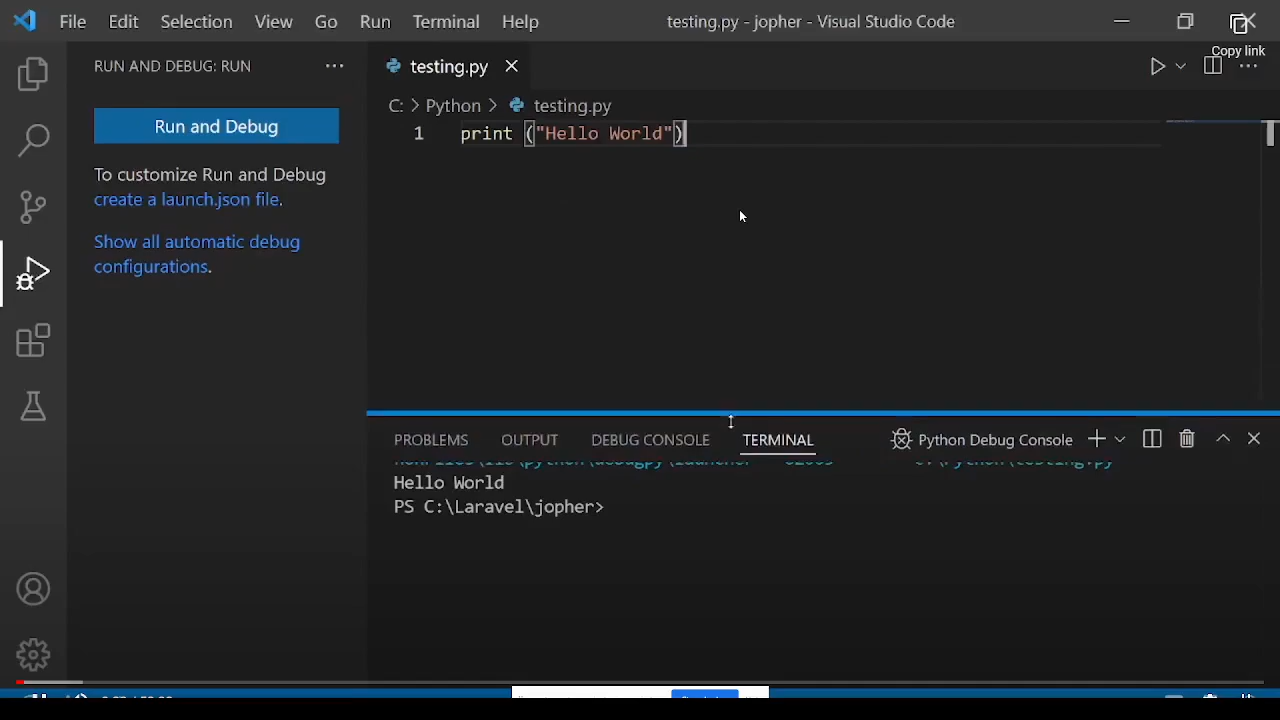 File Edit Selection View Go Run Terminal Help testing.py - jopher - Visual Studio Code
Copy link
RUN AND DEBUG: RUN
testing.py
Run and Debug
C: > Python > testing.py
1 print ("Hello World")
To customize Run and Debug
create a launch.json file.
Show all automatic debug
configurations.
PROBLEMS OUTPUT DEBUG CONSOLE TERMINAL Python Debug Console
Hello World
PS C:\Laravel\jopher>